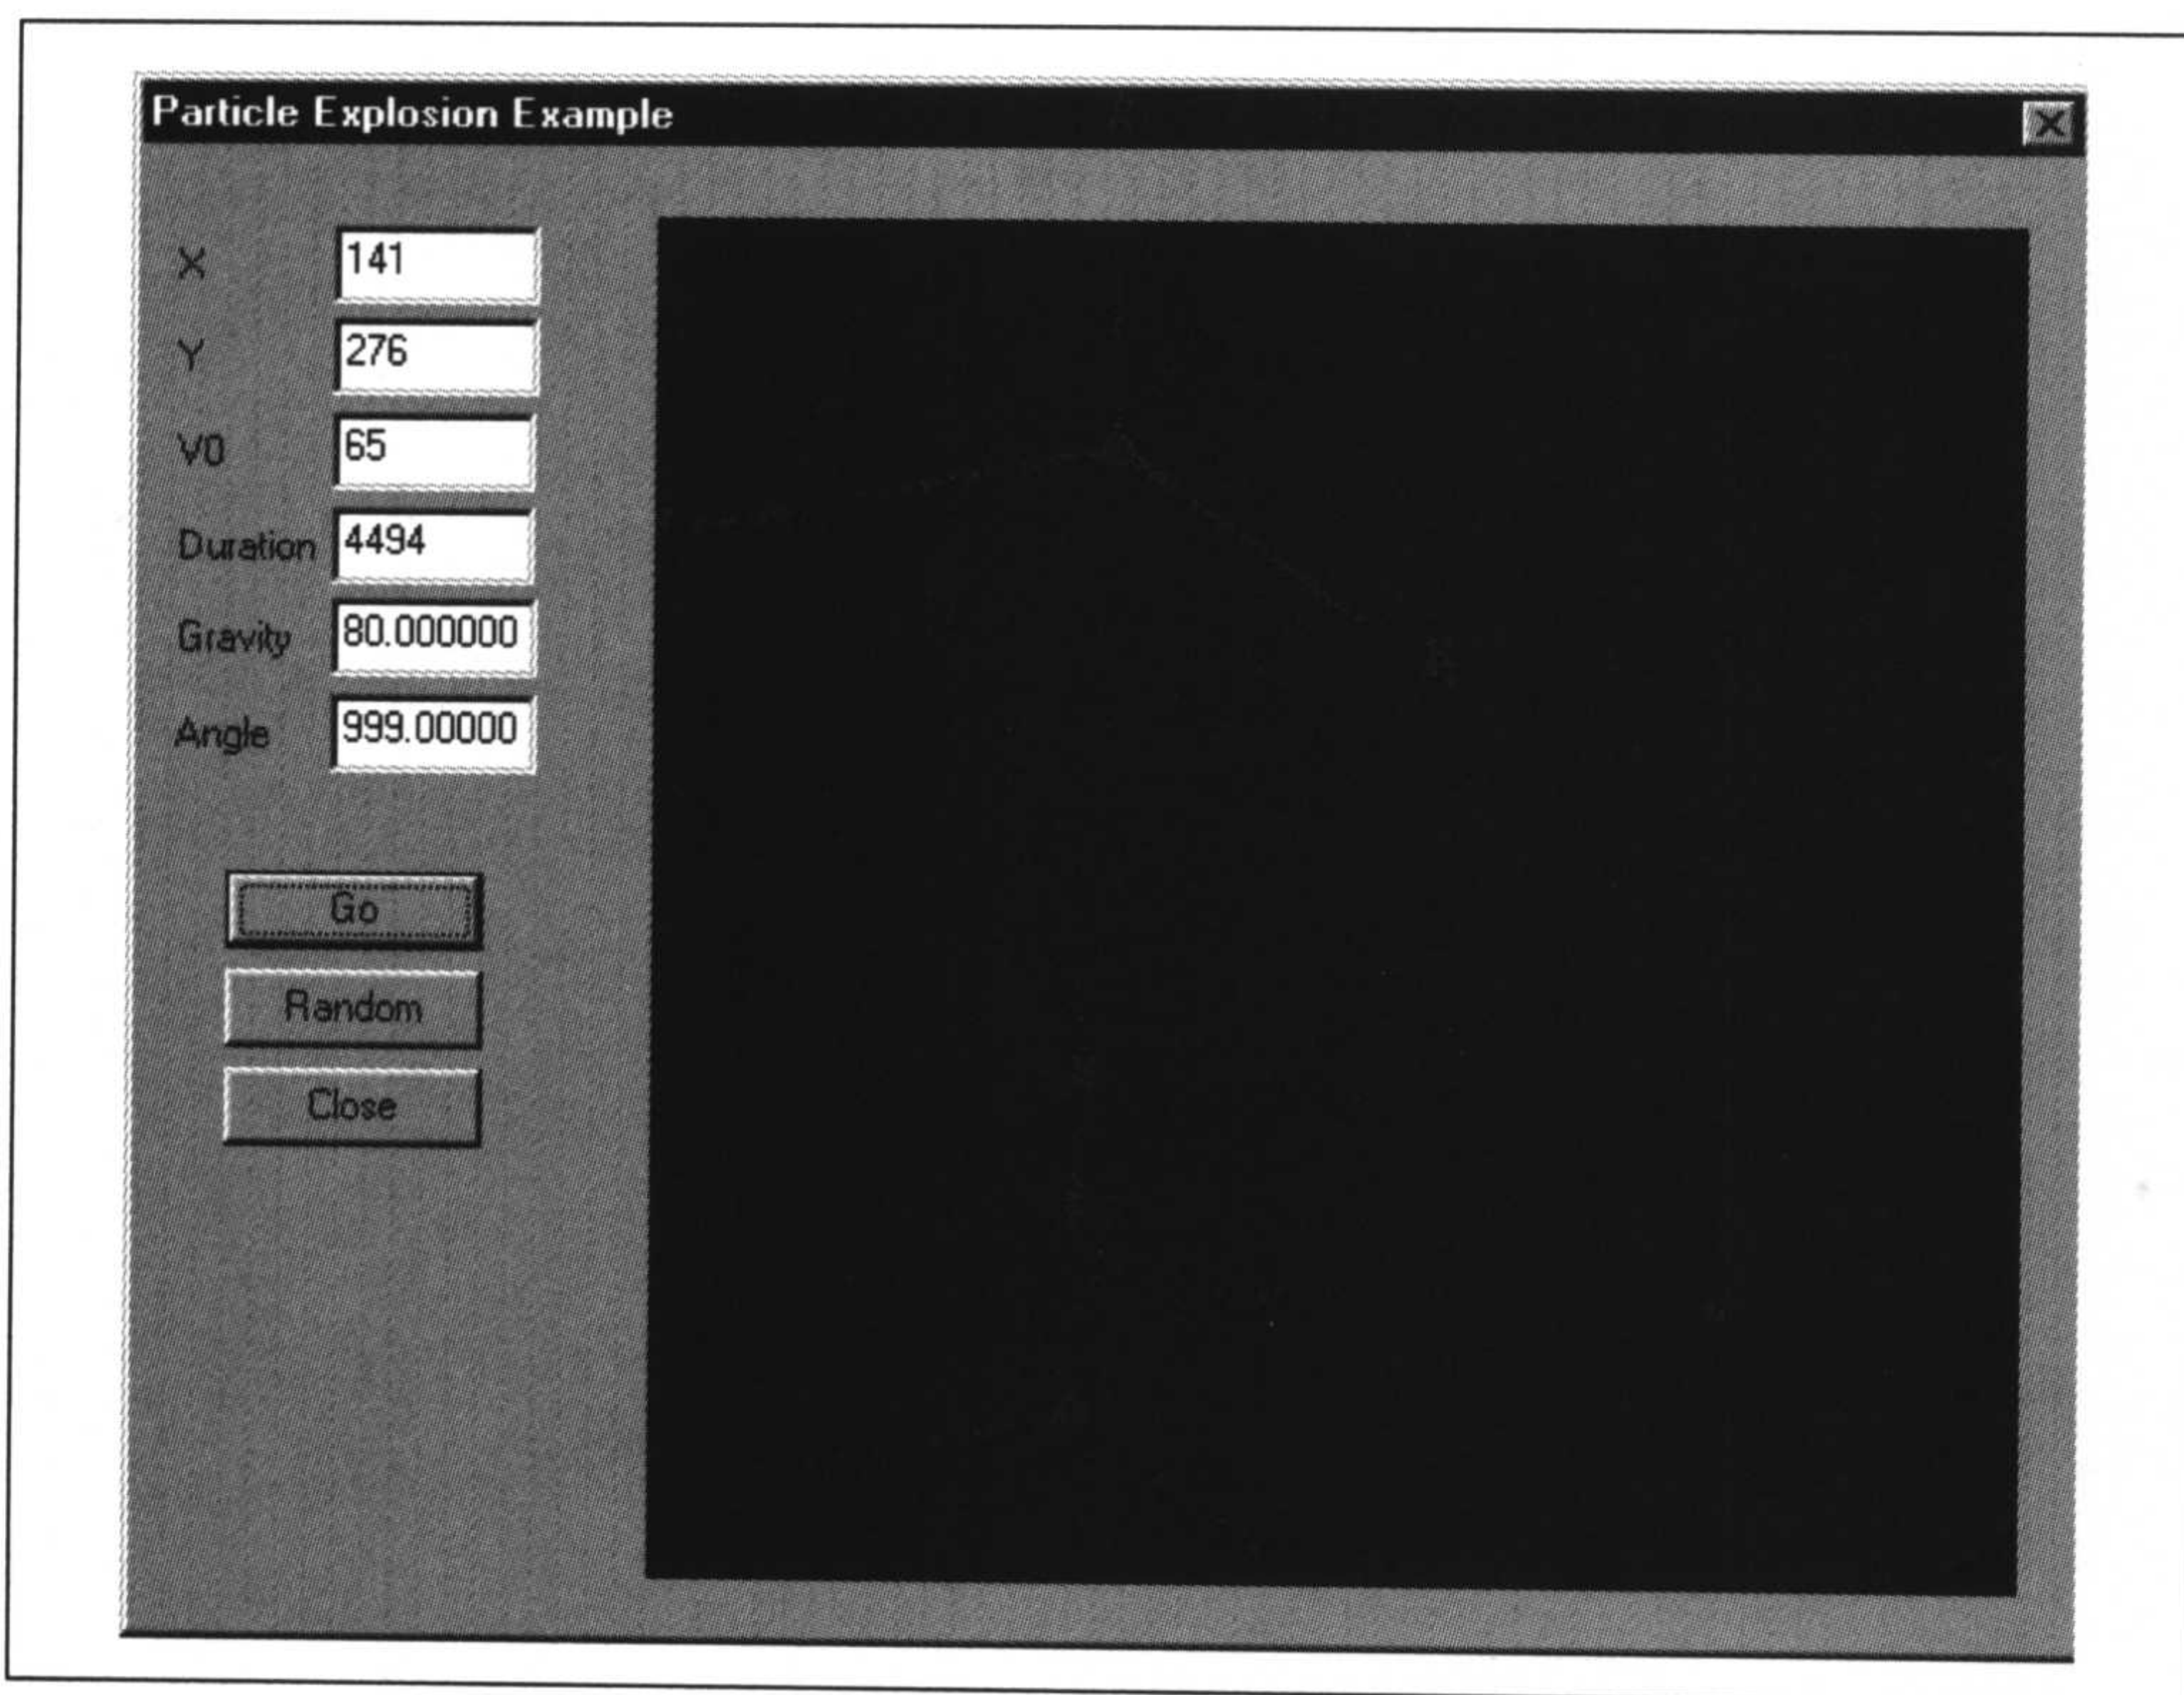 Particle Explosion Example
X 141
Y 276
V0 65
Duration 4494
Gravity 80.000000
Angle 999.00000
Go
Random
Close